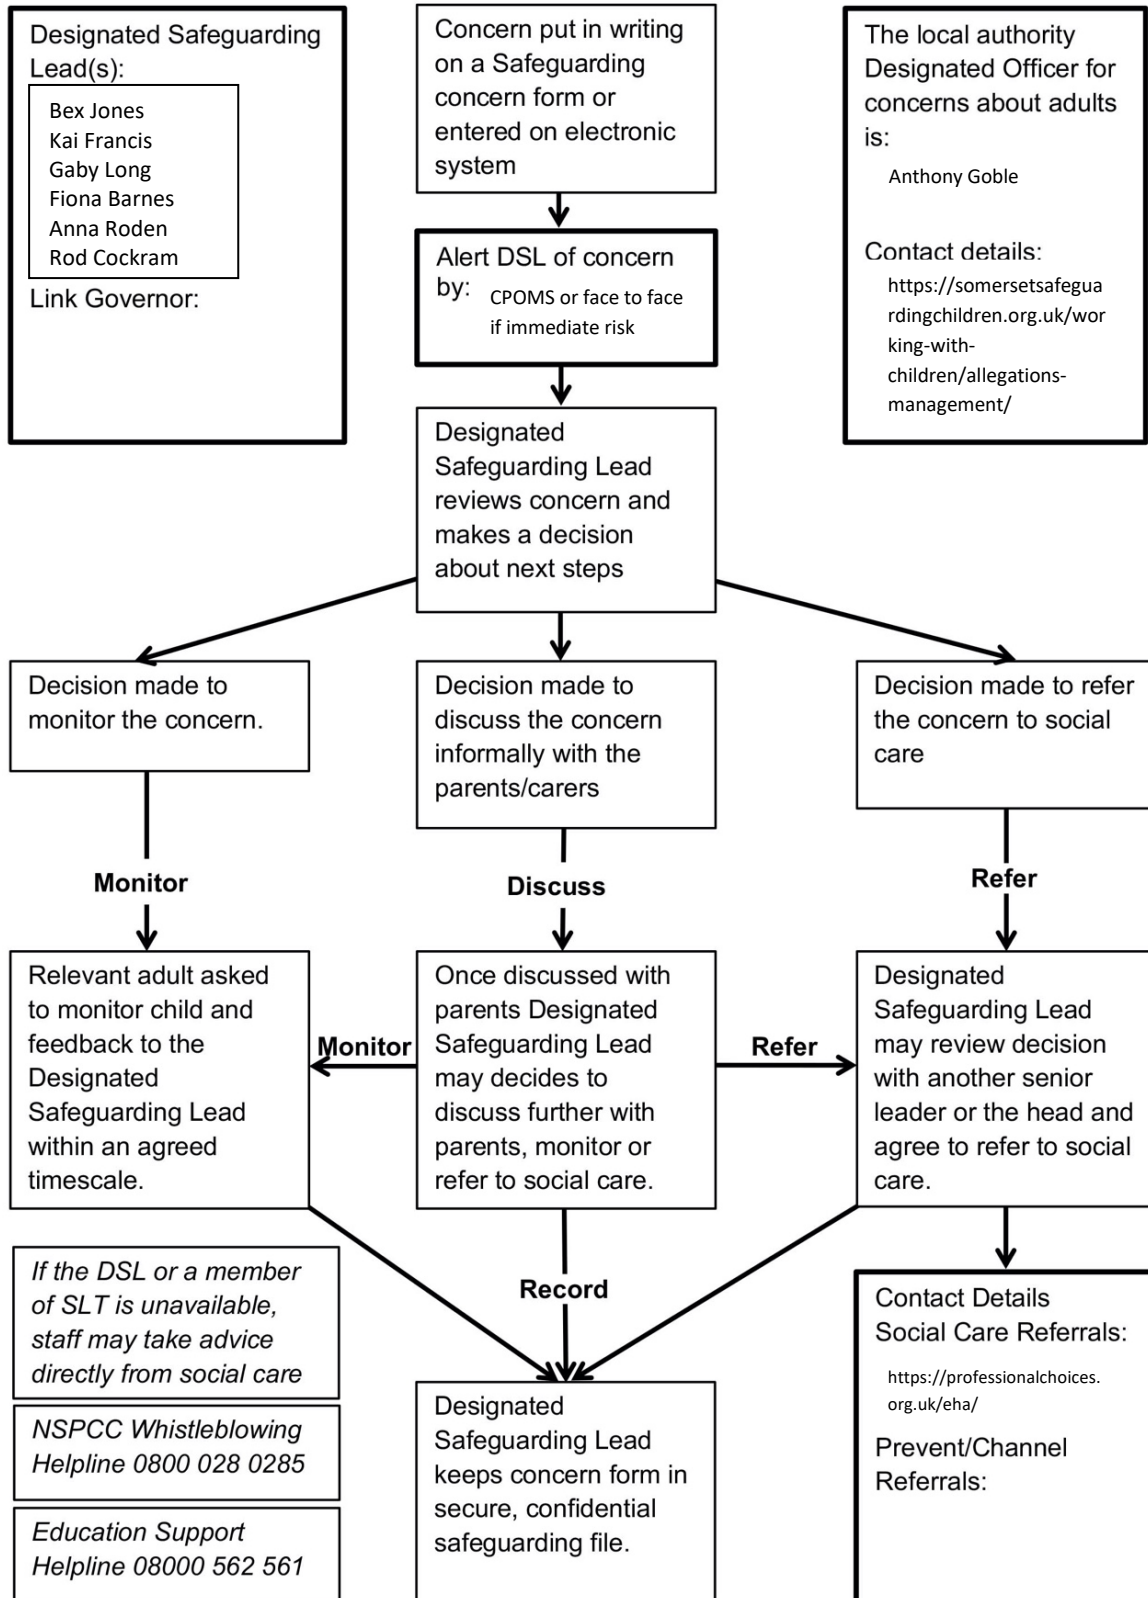 Designated Safeguarding
Lead(s):
Bex Jones
Kai Francis
Gaby Long
Fiona Barnes
Anna Roden
Rod Cockram
Link Governor:
Concern put in writing
on a Safeguarding
concern form or
entered on electronic
system
The local authority
Designated Officer for
concerns about adults
is:
Anthony Goble
Contact details:
https://somersetsafegua
rdingchildren.org.uk/wor
king-with-
children/allegations-
management/
Alert DSL of concern
by: CPOMS or face to face
if immediate risk
Designated
Safeguarding Lead
reviews concern and
makes a decision
about next steps
Decision made to
monitor the concern.
Decision made to
discuss the concern
informally with the
parents/carers
Decision made to refer
the concern to social
care
Monitor
Discuss
Refer
Relevant adult asked
to monitor child and
feedback to the
Designated
Safeguarding Lead
within an agreed
timescale.
Monitor
Once discussed with
parents Designated
Safeguarding Lead
may decides to
discuss further with
parents, monitor or
refer to social care.
Refer
Designated
Safeguarding Lead
may review decision
with another senior
leader or the head and
agree to refer to social
care.
Record
If the DSL or a member
of SLT is unavailable,
staff may take advice
directly from social care
NSPCC Whistleblowing
Helpline 0800 028 0285
Education Support
Helpline 08000 562 561
Designated
Safeguarding Lead
keeps concern form in
secure, confidential
safeguarding file.
Contact Details
Social Care Referrals:
https://professionalchoices.
org.uk/eha/
Prevent/Channel
Referrals: